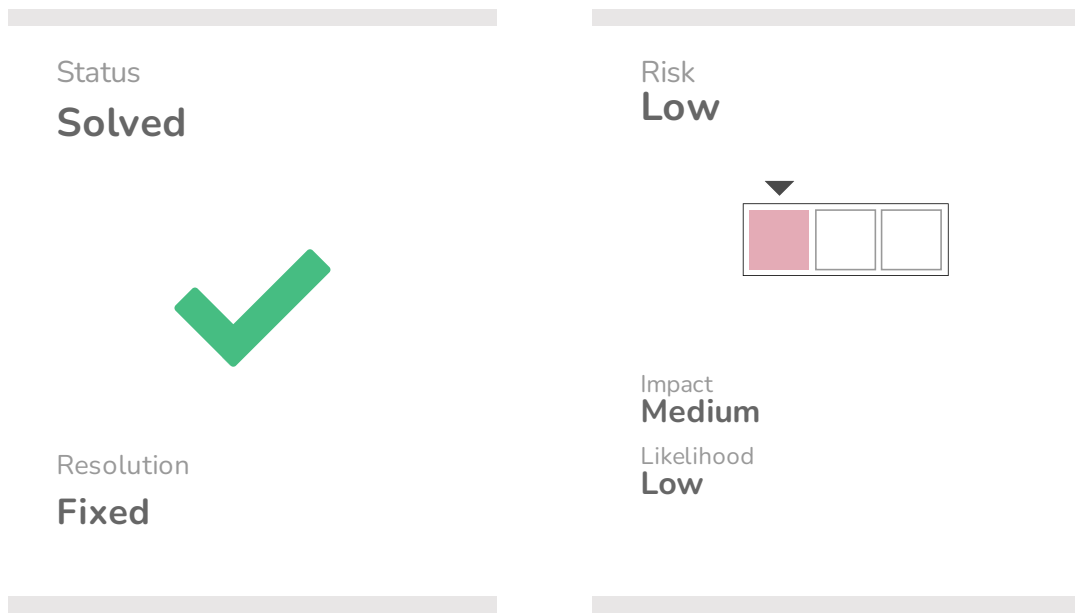 Status
Solved
Resolution
Fixed
Risk
Low
Impact
Medium
Likelihood
Low